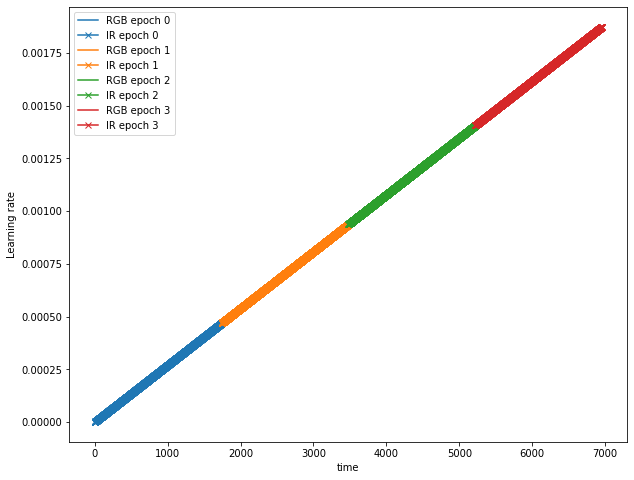 RGB epoch 0
IR epoch 0
RGB epoch 1
IR epoch 1
RGB epoch 2
IR epoch 2
RGB epoch 3
IR epoch 3
0.00175
0.00150
0.00125
0.00100
0.00075
0.00050
0.00025
0.00000
Learning rate
0 1000 2000 3000 4000 5000 6000 7000
time